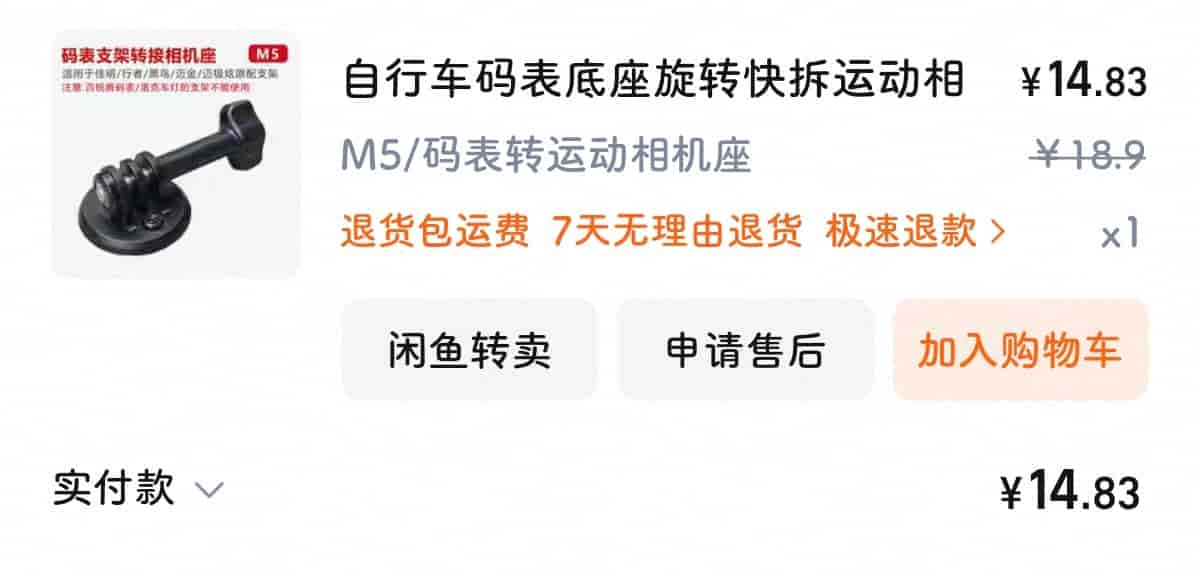 码表支架转接相机座 M5
适用于佳明/行者/黑鸟/迈金/迈极炫原配支架
注意:百锐腾码表/洛克车灯的支架不能使用
自行车码表底座旋转快拆运动相 ¥14.83
M5/码表转运动相机座 ¥18.9
退货包运费 7天无理由退货 极速退款 >
x1
闲鱼转卖 申请售后 加入购物车
实付款 ¥14.83